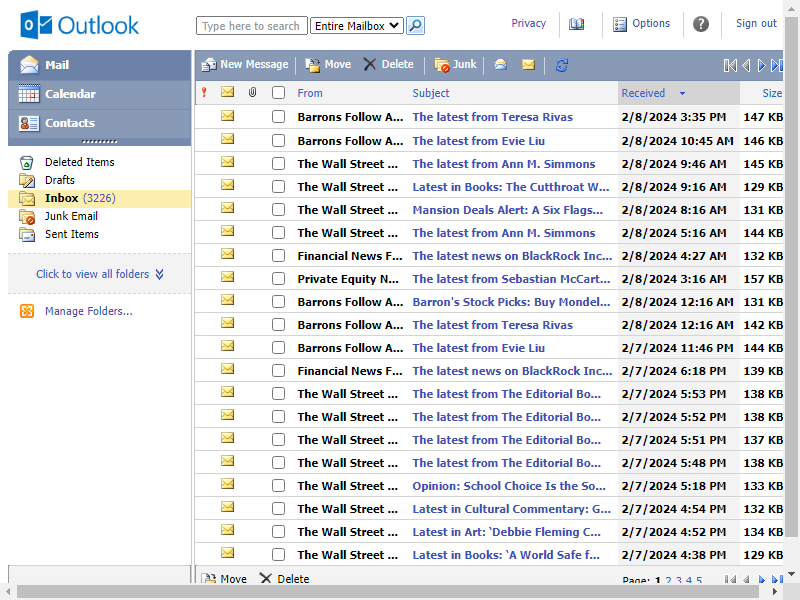 Outlook
Type here to search Entire Mailbox Privacy Options Sign out
Mail
Calendar
Contacts
Deleted Items
Drafts
Inbox (3226)
Junk Email
Sent Items
Click to view all folders
Manage Folders...
New Message Move Delete Junk
From Subject Received Size
Barrons Follow A... The latest from Teresa Rivas 2/8/2024 3:35 PM 147 KB
Barrons Follow A... The latest from Evie Liu 2/8/2024 10:45 AM 146 KB
The Wall Street ... The latest from Ann M. Simmons 2/8/2024 9:46 AM 145 KB
The Wall Street ... Latest in Books: The Cutthroat W... 2/8/2024 9:16 AM 129 KB
The Wall Street ... Mansion Deals Alert: A Six Flags... 2/8/2024 8:16 AM 131 KB
The Wall Street ... The latest from Ann M. Simmons 2/8/2024 5:16 AM 144 KB
Financial News F... The latest news on BlackRock Inc... 2/8/2024 4:27 AM 132 KB
Private Equity N... The latest from Sebastian McCart... 2/8/2024 3:16 AM 157 KB
Barrons Follow A... Barron's Stock Picks: Buy Mondel... 2/8/2024 12:16 AM 131 KB
Barrons Follow A... The latest from Teresa Rivas 2/8/2024 12:16 AM 142 KB
Barrons Follow A... The latest from Evie Liu 2/7/2024 11:46 PM 144 KB
Financial News F... The latest news on BlackRock Inc... 2/7/2024 6:18 PM 139 KB
The Wall Street ... The latest from The Editorial Bo... 2/7/2024 5:53 PM 138 KB
The Wall Street ... The latest from The Editorial Bo... 2/7/2024 5:52 PM 138 KB
The Wall Street ... The latest from The Editorial Bo... 2/7/2024 5:51 PM 137 KB
The Wall Street ... The latest from The Editorial Bo... 2/7/2024 5:48 PM 138 KB
The Wall Street ... Opinion: School Choice Is the So... 2/7/2024 5:18 PM 133 KB
The Wall Street ... Latest in Cultural Commentary: G... 2/7/2024 4:54 PM 132 KB
The Wall Street ... Latest in Art: 'Debbie Fleming C... 2/7/2024 4:52 PM 134 KB
The Wall Street ... Latest in Books: 'A World Safe f... 2/7/2024 4:38 PM 129 KB
Move Delete Page: 1 2 3 4 5